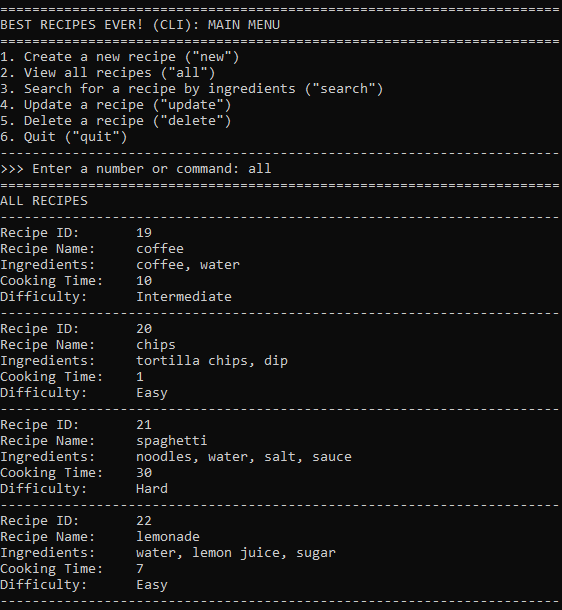 ======================================================================
BEST RECIPES EVER! (CLI): MAIN MENU
======================================================================
1. Create a new recipe ("new")
2. View all recipes ("all")
3. Search for a recipe by ingredients ("search")
4. Update a recipe ("update")
5. Delete a recipe ("delete")
6. Quit ("quit")
----------------------------------------------------------------------
>>> Enter a number or command: all
======================================================================
ALL RECIPES
----------------------------------------------------------------------
Recipe ID:       19
Recipe Name:     coffee
Ingredients:     coffee, water
Cooking Time:    10
Difficulty:      Intermediate
----------------------------------------------------------------------
Recipe ID:       20
Recipe Name:     chips
Ingredients:     tortilla chips, dip
Cooking Time:    1
Difficulty:      Easy
----------------------------------------------------------------------
Recipe ID:       21
Recipe Name:     spaghetti
Ingredients:     noodles, water, salt, sauce
Cooking Time:    30
Difficulty:      Hard
----------------------------------------------------------------------
Recipe ID:       22
Recipe Name:     lemonade
Ingredients:     water, lemon juice, sugar
Cooking Time:    7
Difficulty:      Easy
----------------------------------------------------------------------